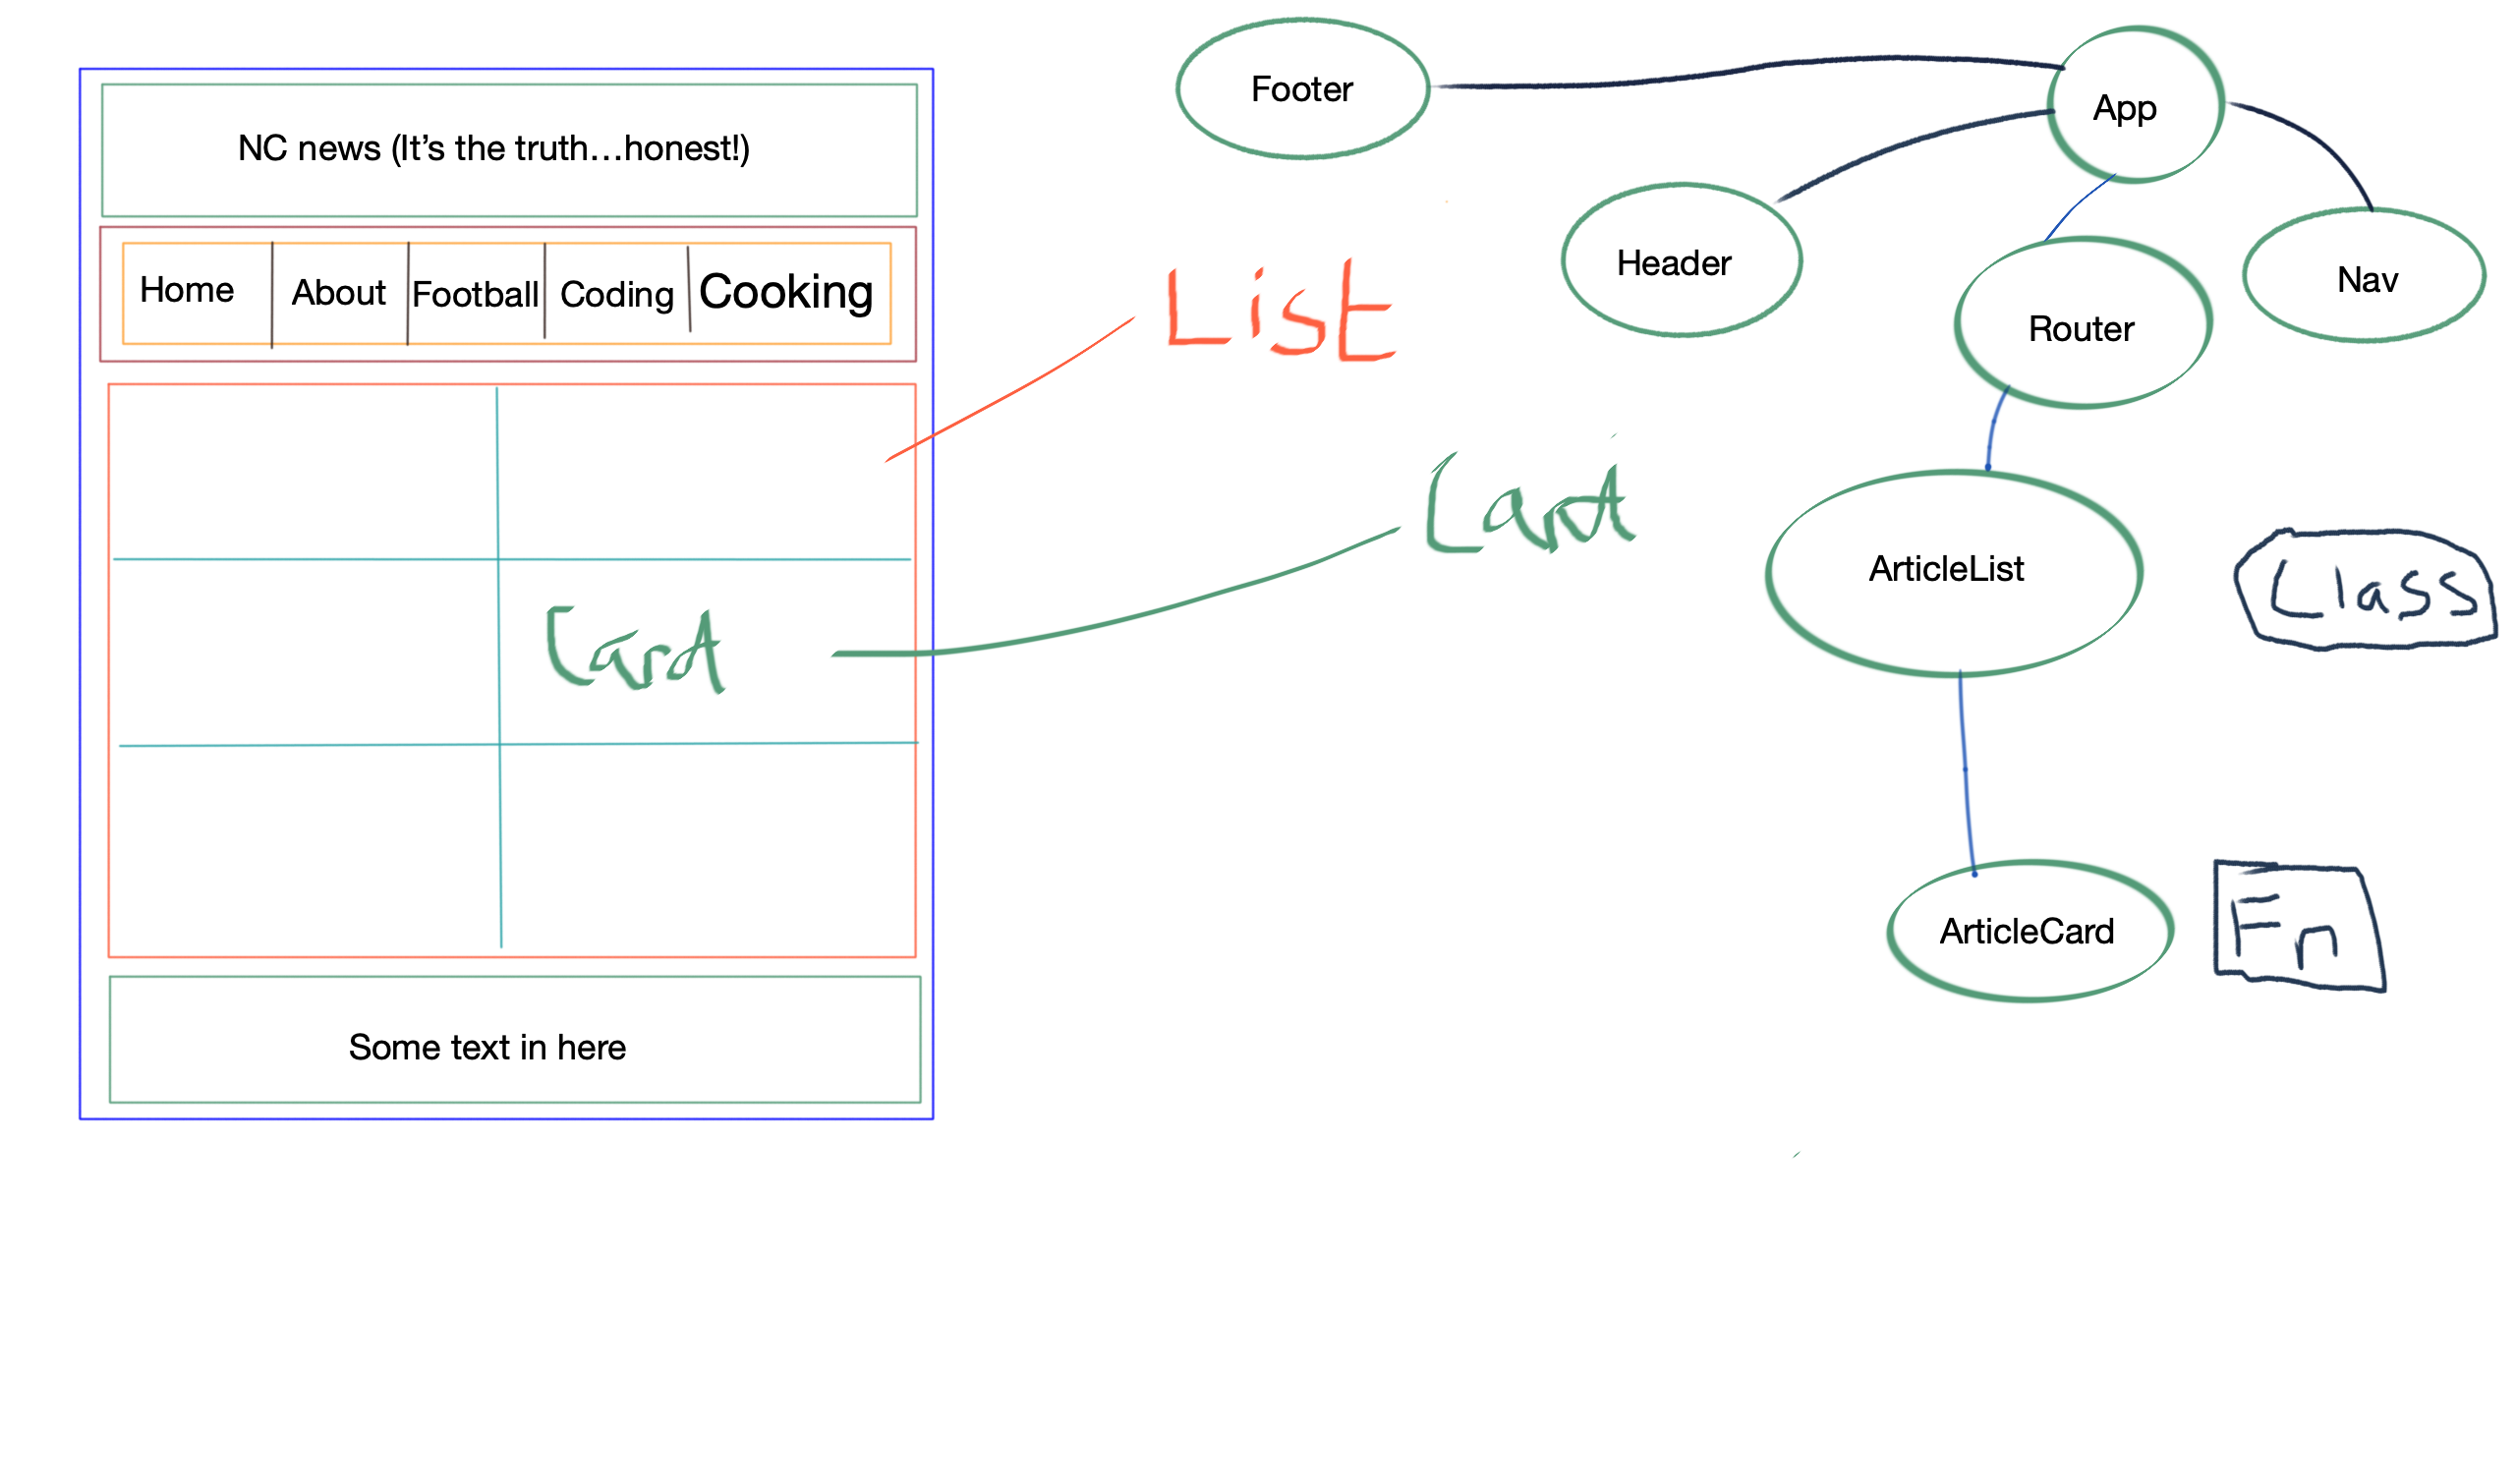 NC news (It's the truth...honest!)
Home About Football Coding Cooking
List
Card
Card
Some text in here
Footer
App
Header
Nav
Router
ArticleList
Class
ArticleCard
Fn